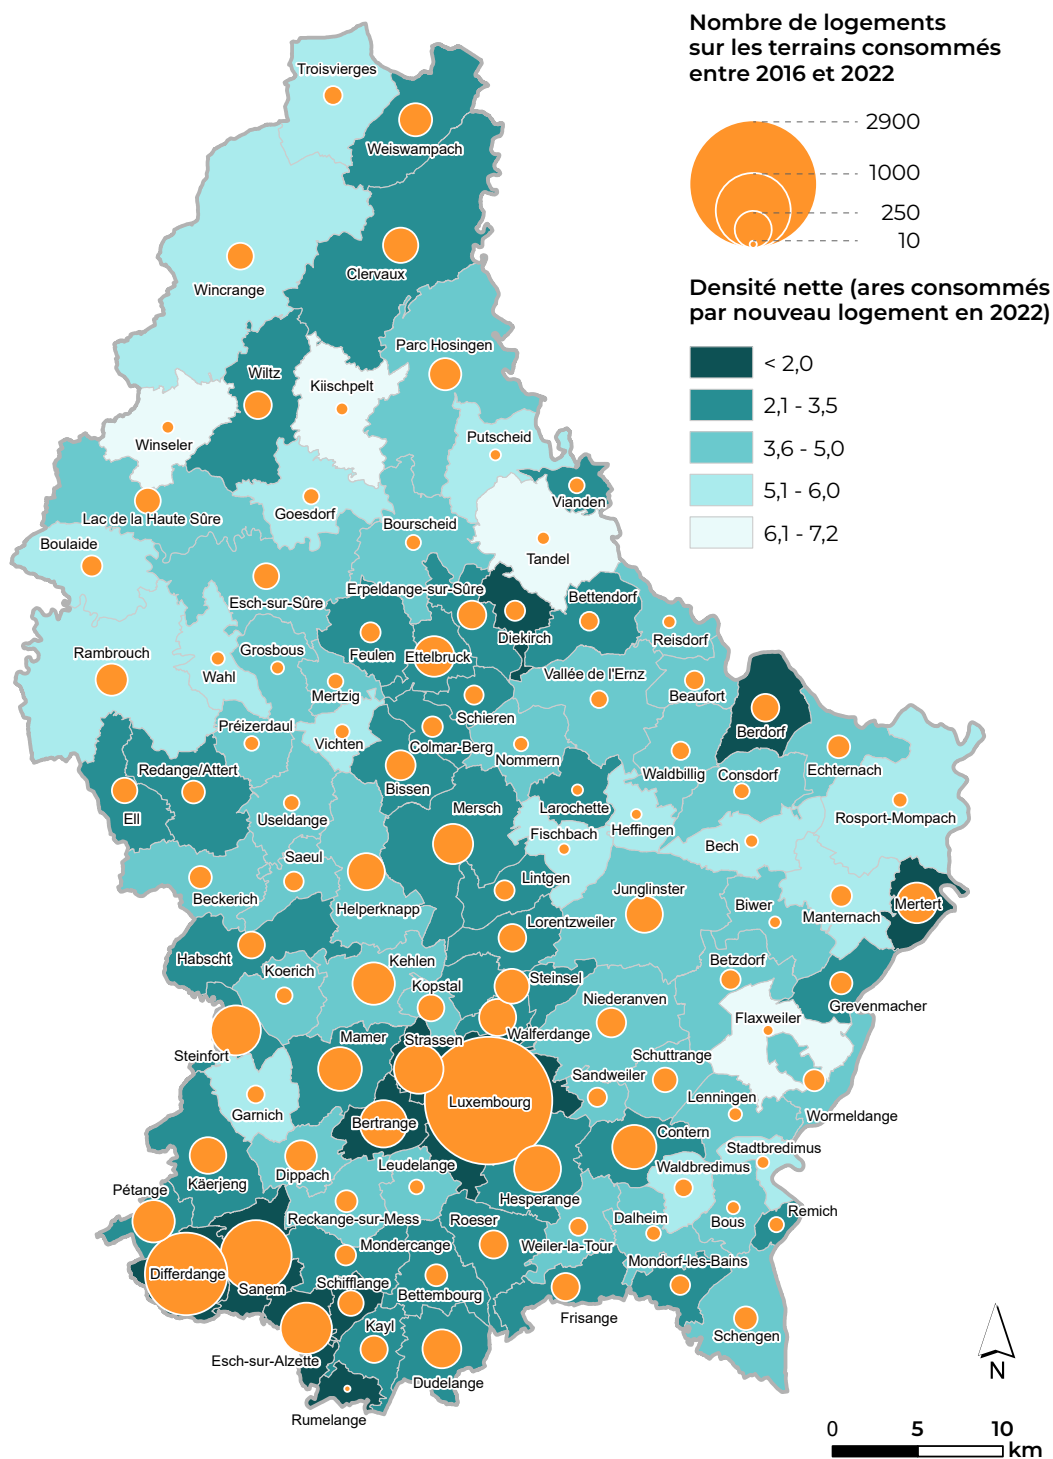 Nombre de logements
sur les terrains consommés
entre 2016 et 2022
2900
1000
250
10
Densité nette (ares consommés
par nouveau logement en 2022)
< 2,0
2,1 - 3,5
3,6 - 5,0
5,1 - 6,0
6,1 - 7,2
Troisvierges
Weiswampach
Clervaux
Wincrange
Parc Hosingen
Wiltz
Kiischpelt
Winseler
Putscheid
Vianden
Goesdorf
Lac de la Haute Sûre
Bourscheid
Boulaide
Tandel
Erpeldange-sur-Sûre
Bettendorf
Esch-sur-Sûre
Diekirch
Reisdorf
Feulen
Ettelbruck
Grosbous
Rambrouch
Wahl
Vallée de l'Ernz
Mertzig
Beaufort
Schieren
Préizerdaul
Berdorf
Vichten
Colmar-Berg
Nommern
Waldbillig
Echternach
Redange/Attert
Consdorf
Bissen
Larochette
Mersch
Ell
Useldange
Rosport-Mompach
Heffingen
Fischbach
Bech
Saeul
Lintgen
Junglinster
Beckerich
Helperknapp
Biwer
Mertert
Manternach
Lorentzweiler
Habscht
Kehlen
Betzdorf
Koerich
Kopstal
Steinsel
Niederanven
Grevenmacher
Flaxweiler
Walferdange
Mamer
Strassen
Steinfort
Schuttrange
Sandweiler
Lenningen
Luxembourg
Garnich
Wormeldange
Bertrange
Contern
Stadtbredimus
Leudelange
Waldbredimus
Dippach
Käerjeng
Pétange
Hesperange
Remich
Reckange-sur-Mess
Roeser
Dalheim
Bous
Mondercange
Weiler-la-Tour
Mondorf-les-Bains
Differdange
Sanem
Schifflange
Bettembourg
Frisange
Kayl
Schengen
Esch-sur-Alzette
Dudelange
Rumelange
N
0 5 10
km